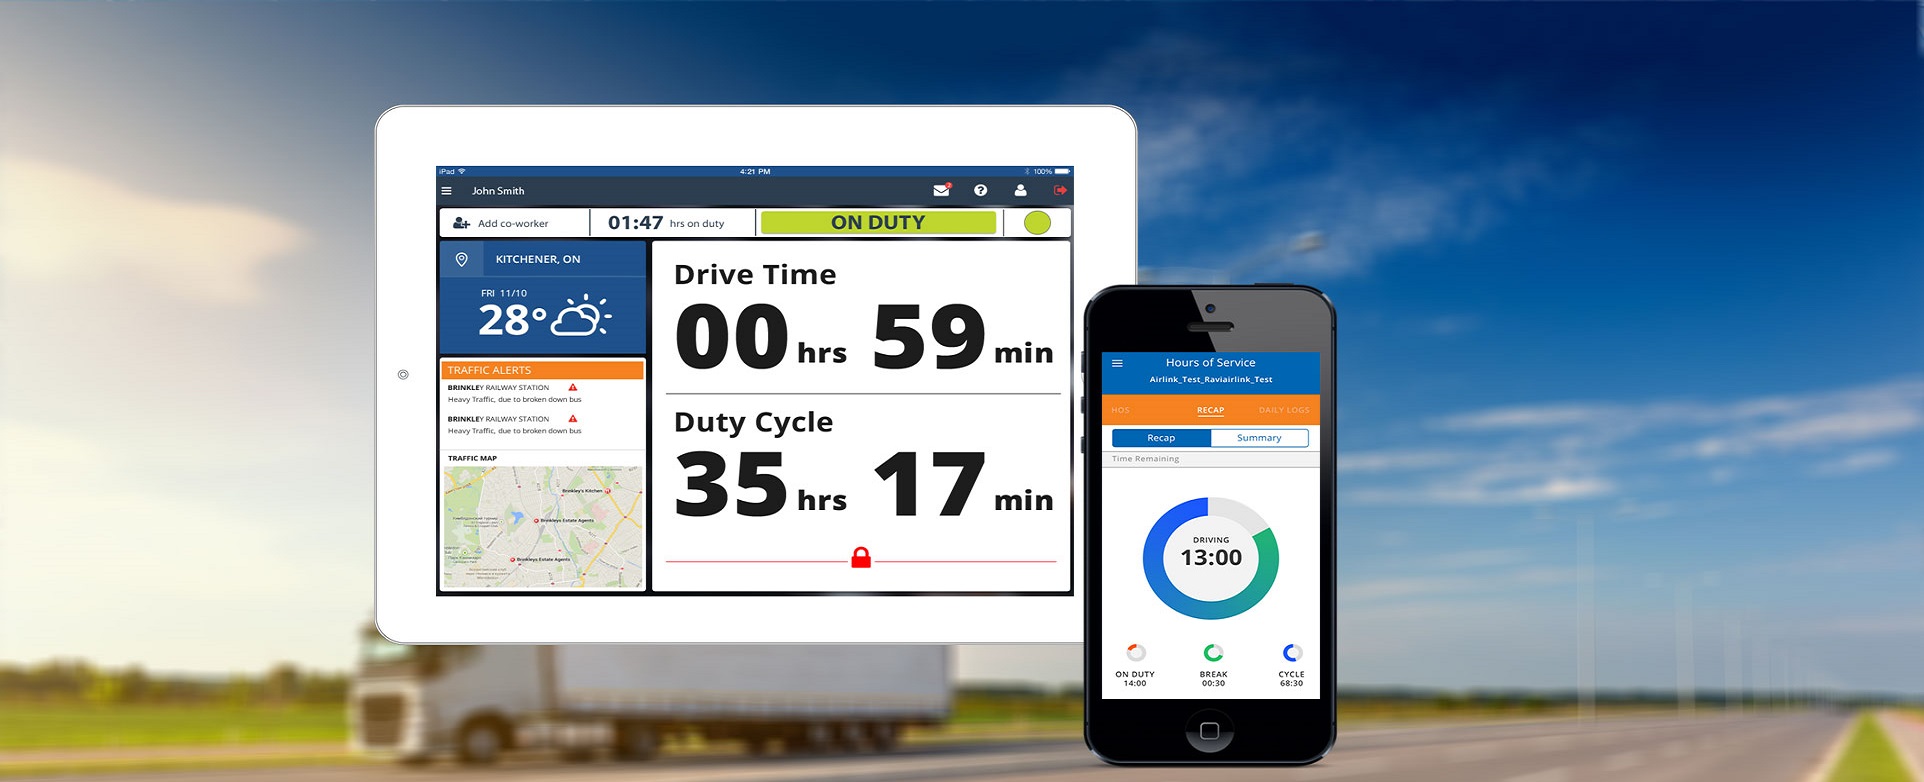 iPad 4:21 PM 100%
John Smith
Add co-worker 01:47 hrs on duty ON DUTY
KITCHENER, ON
FRI 11/10
28°
TRAFFIC ALERTS
BRINKLEY RAILWAY STATION
Heavy Traffic, due to broken down bus
BRINKLEY RAILWAY STATION
Heavy Traffic, due to broken down bus
TRAFFIC MAP
Brinkley's Kitchen
Brinkleys Estate Agents
Brinkleys Estate Agents
Drive Time
00 hrs 59 min
Duty Cycle
35 hrs 17 min
Hours of Service
Airlink_Test_Raviairlink_Test
HOS RECAP DAILY LOGS
Recap Summary
Time Remaining
DRIVING
13:00
ON DUTY BREAK CYCLE
14:00 00:30 68:30